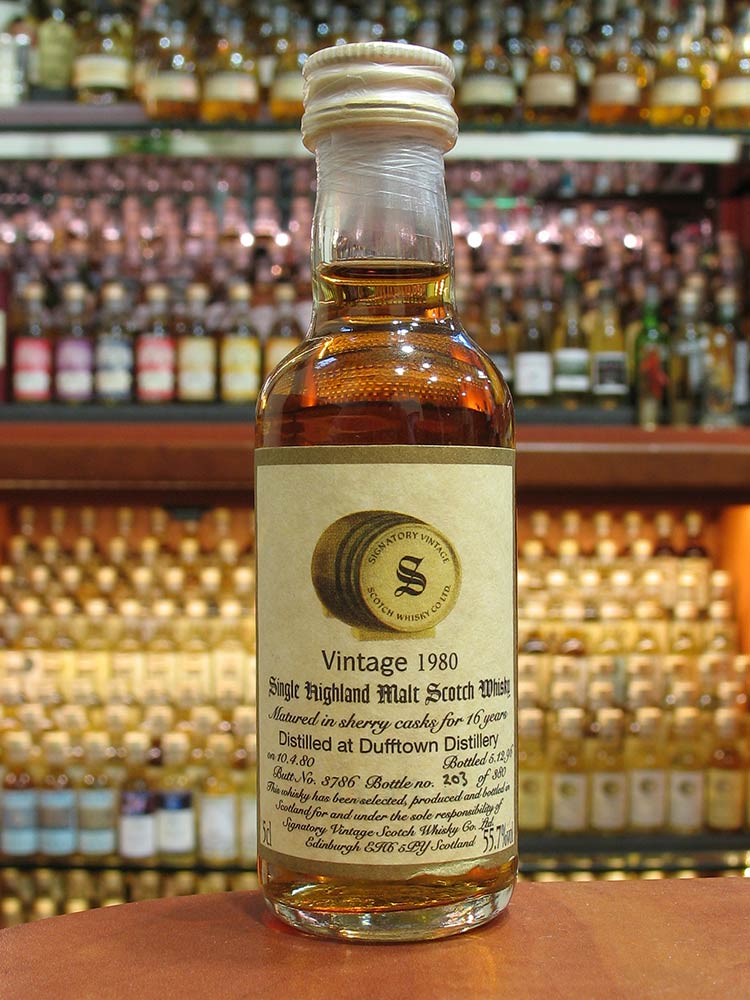 SIGNATORY VINTAGE
S
SCOTCH WHISKY CO LTD.
Vintage 1980
Single Highland Malt Scotch Whisky
Matured in sherry casks for 16 years
Distilled at Dufftown Distillery
on 10.4.80 Bottled 5.12.96
Butt No. 3786 Bottle no. 203 of 380
This whisky has been selected, produced and bottled in
Scotland for and under the sole responsibility of
Signatory Vintage Scotch Whisky Co. Ltd.
5cl Edinburgh EH6 5PY Scotland 55.7%vol